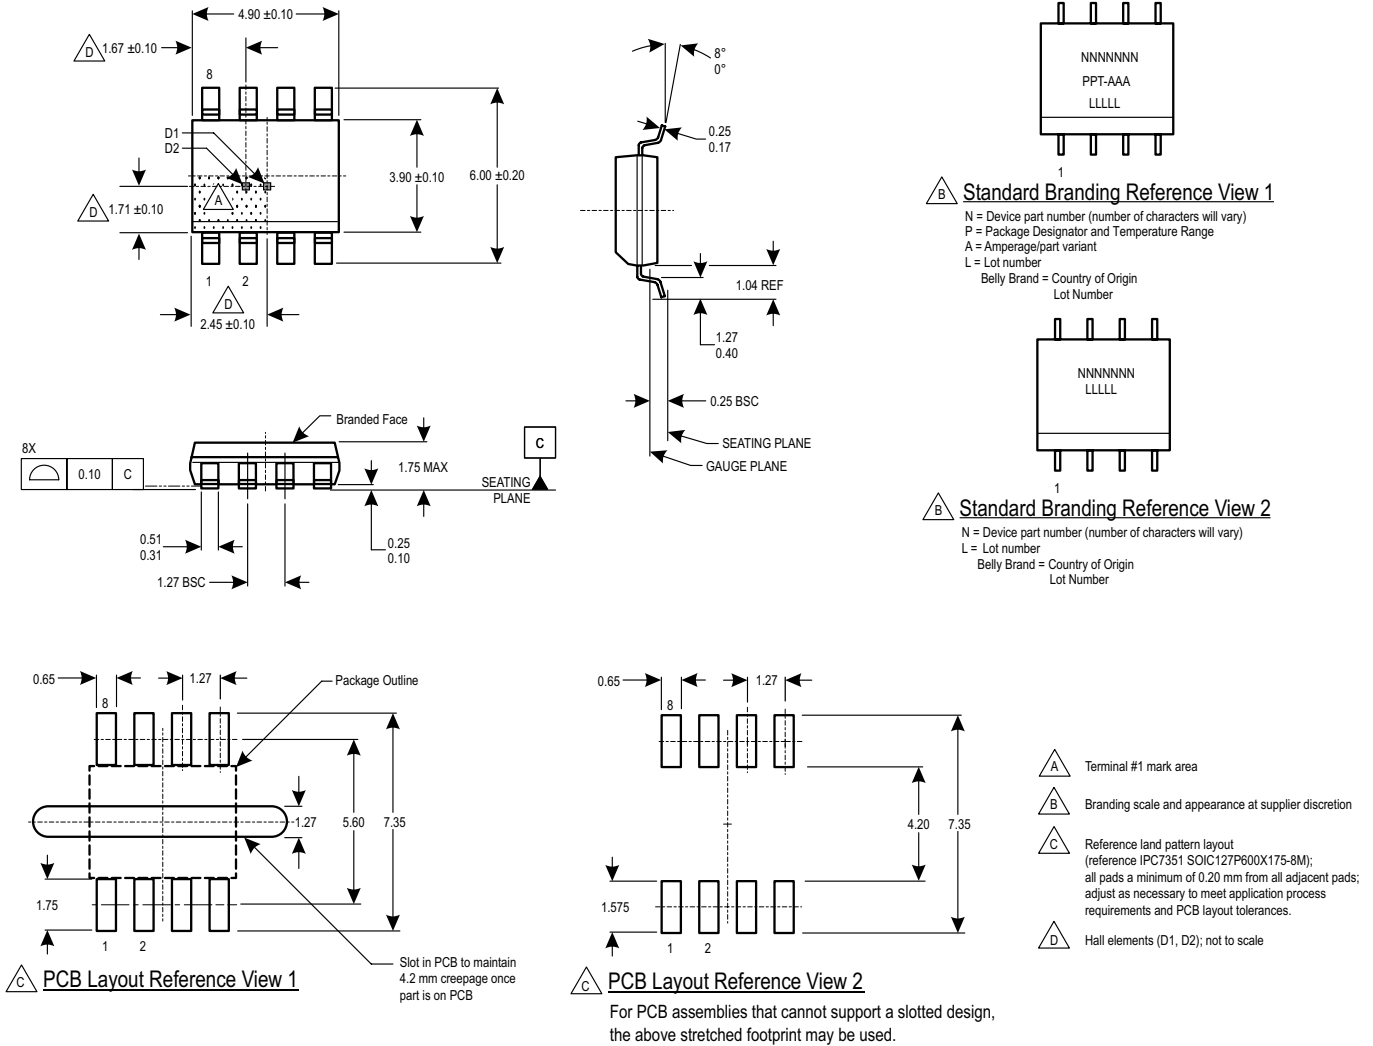 4.90 ±0.10
D 1.67 ±0.10
8
D1
D2
A
D 1.71 ±0.10
3.90 ±0.10
6.00 ±0.20
1 2
D
2.45 ±0.10
8°
0°
0.25
0.17
1.04 REF
1.27
0.40
0.25 BSC
SEATING PLANE
GAUGE PLANE
NNNNNNN
PPT-AAA
LLLLL
1
B Standard Branding Reference View 1
N = Device part number (number of characters will vary)
P = Package Designator and Temperature Range
A = Amperage/part variant
L = Lot number
Belly Brand = Country of Origin
Lot Number
NNNNNNN
LLLLL
1
B Standard Branding Reference View 2
N = Device part number (number of characters will vary)
L = Lot number
Belly Brand = Country of Origin
Lot Number
Branded Face
8X
0.10 C
1.75 MAX
C
SEATING
PLANE
0.51
0.31
0.25
0.10
1.27 BSC
0.65
1.27
8
Package Outline
1.27
5.60
7.35
1.75
1 2
Slot in PCB to maintain
4.2 mm creepage once
part is on PCB
C PCB Layout Reference View 1
0.65
1.27
8
4.20
7.35
1.575
1 2
C PCB Layout Reference View 2
For PCB assemblies that cannot support a slotted design,
the above stretched footprint may be used.
A Terminal #1 mark area
B Branding scale and appearance at supplier discretion
C Reference land pattern layout
(reference IPC7351 SOIC127P600X175-8M);
all pads a minimum of 0.20 mm from all adjacent pads;
adjust as necessary to meet application process
requirements and PCB layout tolerances.
D Hall elements (D1, D2); not to scale